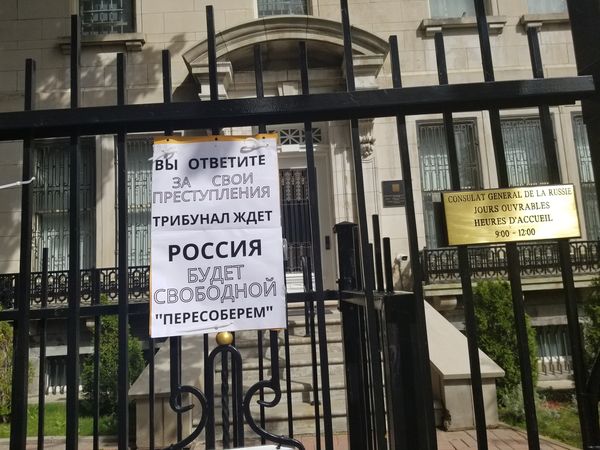 ВЫ ОТВЕТИТЕ
ЗА СВОИ
ПРЕСТУПЛЕНИЯ
ТРИБУНАЛ ЖДЕТ
РОССИЯ
БУДЕТ
СВОБОДНОЙ
"ПЕРЕСОБЕРЕМ"
CONSULAT GENERAL DE LA RUSSIE
JOURS OUVRABLES
HEURES D'ACCUEIL
9:00 - 12:00